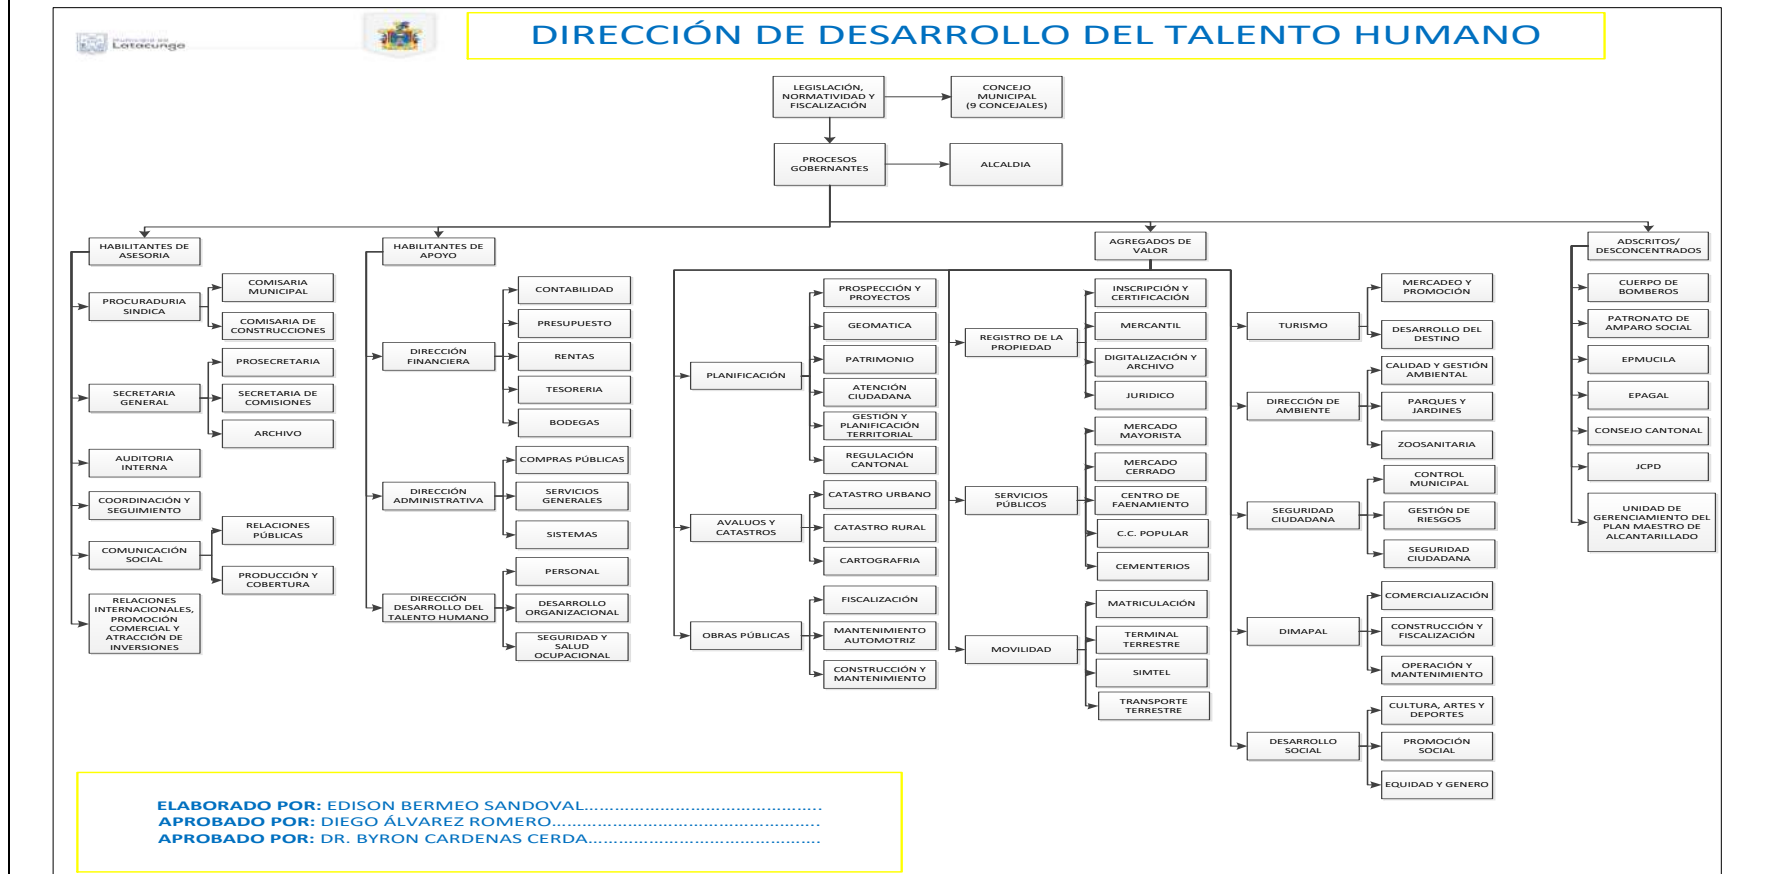 Municipio de
Latacunga
DIRECCIÓN DE DESARROLLO DEL TALENTO HUMANO
LEGISLACIÓN,
NORMATIVIDAD Y
FISCALIZACIÓN
CONCEJO
MUNICIPAL
(9 CONCEJALES)
PROCESOS
GOBERNANTES
ALCALDIA
HABILITANTES DE
ASESORIA
PROCURADURIA
SINDICA
COMISARIA
MUNICIPAL
COMISARIA DE
CONSTRUCCIONES
SECRETARIA
GENERAL
PROSECRETARIA
SECRETARIA DE
COMISIONES
ARCHIVO
AUDITORIA
INTERNA
COORDINACIÓN Y
SEGUIMIENTO
COMUNICACIÓN
SOCIAL
RELACIONES
PÚBLICAS
PRODUCCIÓN Y
COBERTURA
RELACIONES
INTERNACIONALES,
PROMOCIÓN
COMERCIAL Y
ATRACCIÓN DE
INVERSIONES
HABILITANTES DE
APOYO
DIRECCIÓN
FINANCIERA
CONTABILIDAD
PRESUPUESTO
RENTAS
TESORERIA
BODEGAS
DIRECCIÓN
ADMINISTRATIVA
COMPRAS PÚBLICAS
SERVICIOS
GENERALES
SISTEMAS
DIRECCIÓN
DESARROLLO DEL
TALENTO HUMANO
PERSONAL
DESARROLLO
ORGANIZACIONAL
SEGURIDAD Y
SALUD
OCUPACIONAL
AGREGADOS DE
VALOR
PLANIFICACIÓN
PROSPECCIÓN Y
PROYECTOS
GEOMATICA
PATRIMONIO
ATENCIÓN
CIUDADANA
GESTIÓN Y
PLANIFICACIÓN
TERRITORIAL
REGULACIÓN
CANTONAL
AVALUOS Y
CATASTROS
CATASTRO URBANO
CATASTRO RURAL
CARTOGRAFRIA
OBRAS PÚBLICAS
FISCALIZACIÓN
MANTENIMIENTO
AUTOMOTRIZ
CONSTRUCCIÓN Y
MANTENIMIENTO
REGISTRO DE LA
PROPIEDAD
INSCRIPCIÓN Y
CERTIFICACIÓN
MERCANTIL
DIGITALIZACIÓN Y
ARCHIVO
JURIDICO
SERVICIOS
PÚBLICOS
MERCADO
MAYORISTA
MERCADO
CERRADO
CENTRO DE
FAENAMIENTO
C.C. POPULAR
CEMENTERIOS
MOVILIDAD
MATRICULACIÓN
TERMINAL
TERRESTRE
SIMTEL
TRANSPORTE
TERRESTRE
TURISMO
MERCADEO Y
PROMOCIÓN
DESARROLLO DEL
DESTINO
DIRECCIÓN DE
AMBIENTE
CALIDAD Y GESTIÓN
AMBIENTAL
PARQUES Y
JARDINES
ZOOSANITARIA
SEGURIDAD
CIUDADANA
CONTROL
MUNICIPAL
GESTIÓN DE
RIESGOS
SEGURIDAD
CIUDADANA
DIMAPAL
COMERCIALIZACIÓN
CONSTRUCCIÓN Y
FISCALIZACIÓN
OPERACIÓN Y
MANTENIMIENTO
DESARROLLO
SOCIAL
CULTURA, ARTES Y
DEPORTES
PROMOCIÓN
SOCIAL
EQUIDAD Y GENERO
ADSCRITOS/
DESCONCENTRADOS
CUERPO DE
BOMBEROS
PATRONATO DE
AMPARO SOCIAL
EPMUCILA
EPAGAL
CONSEJO CANTONAL
JCPD
UNIDAD DE
GERENCIAMIENTO DEL
PLAN MAESTRO DE
ALCANTARILLADO
ELABORADO POR: EDISON BERMEO SANDOVAL……………………………………….
APROBADO POR: DIEGO ÁLVAREZ ROMERO…………………………………………….
APROBADO POR: DR. BYRON CARDENAS CERDA………………………………………